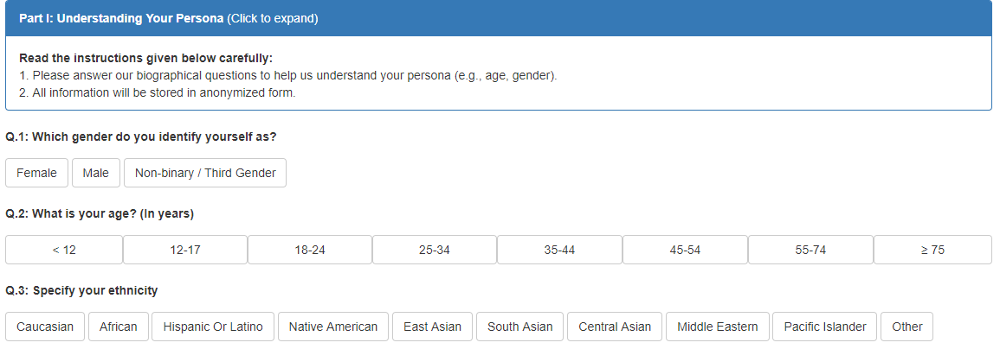 Part I: Understanding Your Persona (Click to expand)
Read the instructions given below carefully:
1. Please answer our biographical questions to help us understand your persona (e.g., age, gender).
2. All information will be stored in anonymized form.
Q.1: Which gender do you identify yourself as?
Female Male Non-binary / Third Gender
Q.2: What is your age? (In years)
< 12 12-17 18-24 25-34 35-44 45-54 55-74 ≥ 75
Q.3: Specify your ethnicity
Caucasian African Hispanic Or Latino Native American East Asian South Asian Central Asian Middle Eastern Pacific Islander Other